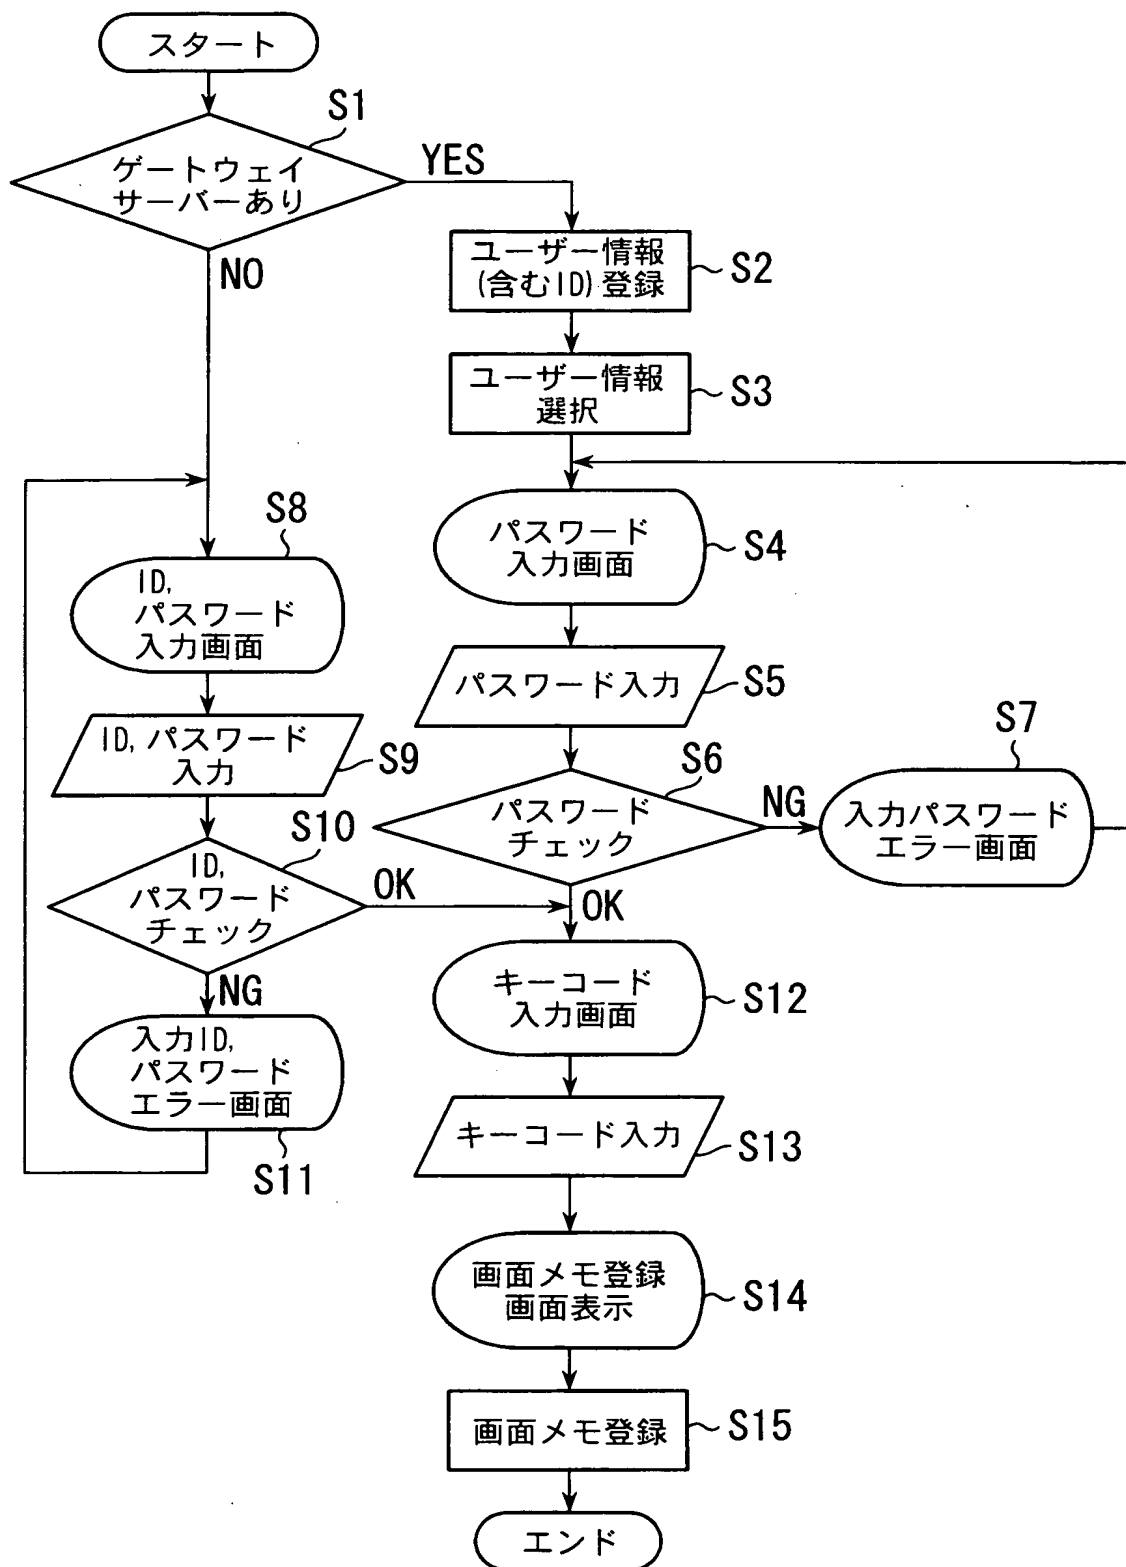 スタート
S1
ゲートウェイ
サーバーあり
YES
NO
ユーザー情報
(含むID)登録
S2
ユーザー情報
選択
S3
パスワード
入力画面
S4
パスワード入力
S5
パスワード
チェック
S6
NG
OK
入力パスワード
エラー画面
S7
S8
ID,
パスワード
入力画面
ID, パスワード
入力
S9
S10
ID,
パスワード
チェック
OK
NG
入力ID,
パスワード
エラー画面
S11
キーコード
入力画面
S12
キーコード入力
S13
画面メモ登録
画面表示
S14
画面メモ登録
S15
エンド